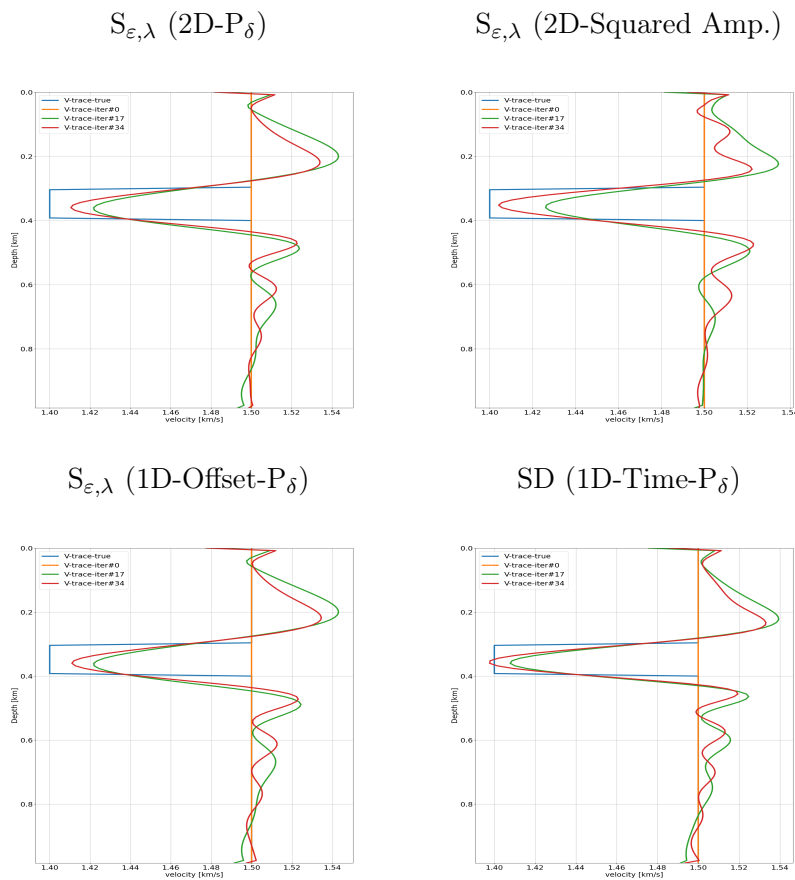 S_{ε,λ} (2D-P_δ)
S_{ε,λ} (2D-Squared Amp.)
V-trace-true
V-trace-iter#0
V-trace-iter#17
V-trace-iter#34
0.0
0.2
0.4
0.6
0.8
Depth [km]
1.40 1.42 1.44 1.46 1.48 1.50 1.52 1.54
velocity [km/s]
V-trace-true
V-trace-iter#0
V-trace-iter#17
V-trace-iter#34
0.0
0.2
0.4
0.6
0.8
Depth [km]
1.40 1.42 1.44 1.46 1.48 1.50 1.52 1.54
velocity [km/s]
S_{ε,λ} (1D-Offset-P_δ)
SD (1D-Time-P_δ)
V-trace-true
V-trace-iter#0
V-trace-iter#17
V-trace-iter#34
0.0
0.2
0.4
0.6
0.8
Depth [km]
1.40 1.42 1.44 1.46 1.48 1.50 1.52 1.54
velocity [km/s]
V-trace-true
V-trace-iter#0
V-trace-iter#17
V-trace-iter#34
0.0
0.2
0.4
0.6
0.8
Depth [km]
1.40 1.42 1.44 1.46 1.48 1.50 1.52 1.54
velocity [km/s]